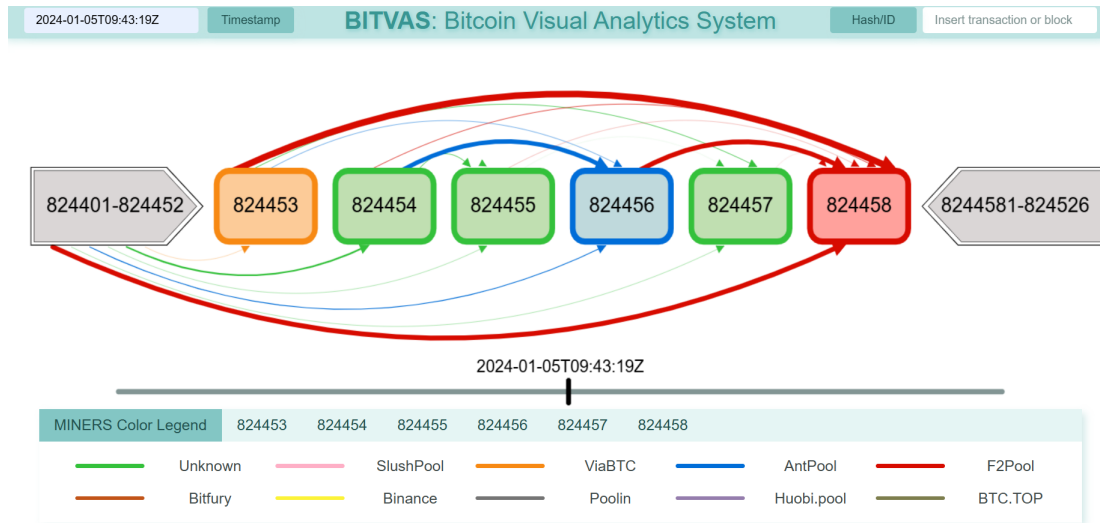 2024-01-05T09:43:19Z Timestamp BITVAS: Bitcoin Visual Analytics System Hash/ID Insert transaction or block
824401-824452 824453 824454 824455 824456 824457 824458 8244581-824526
2024-01-05T09:43:19Z
MINERS Color Legend 824453 824454 824455 824456 824457 824458
Unknown SlushPool ViaBTC AntPool F2Pool
Bitfury Binance Poolin Huobi.pool BTC.TOP